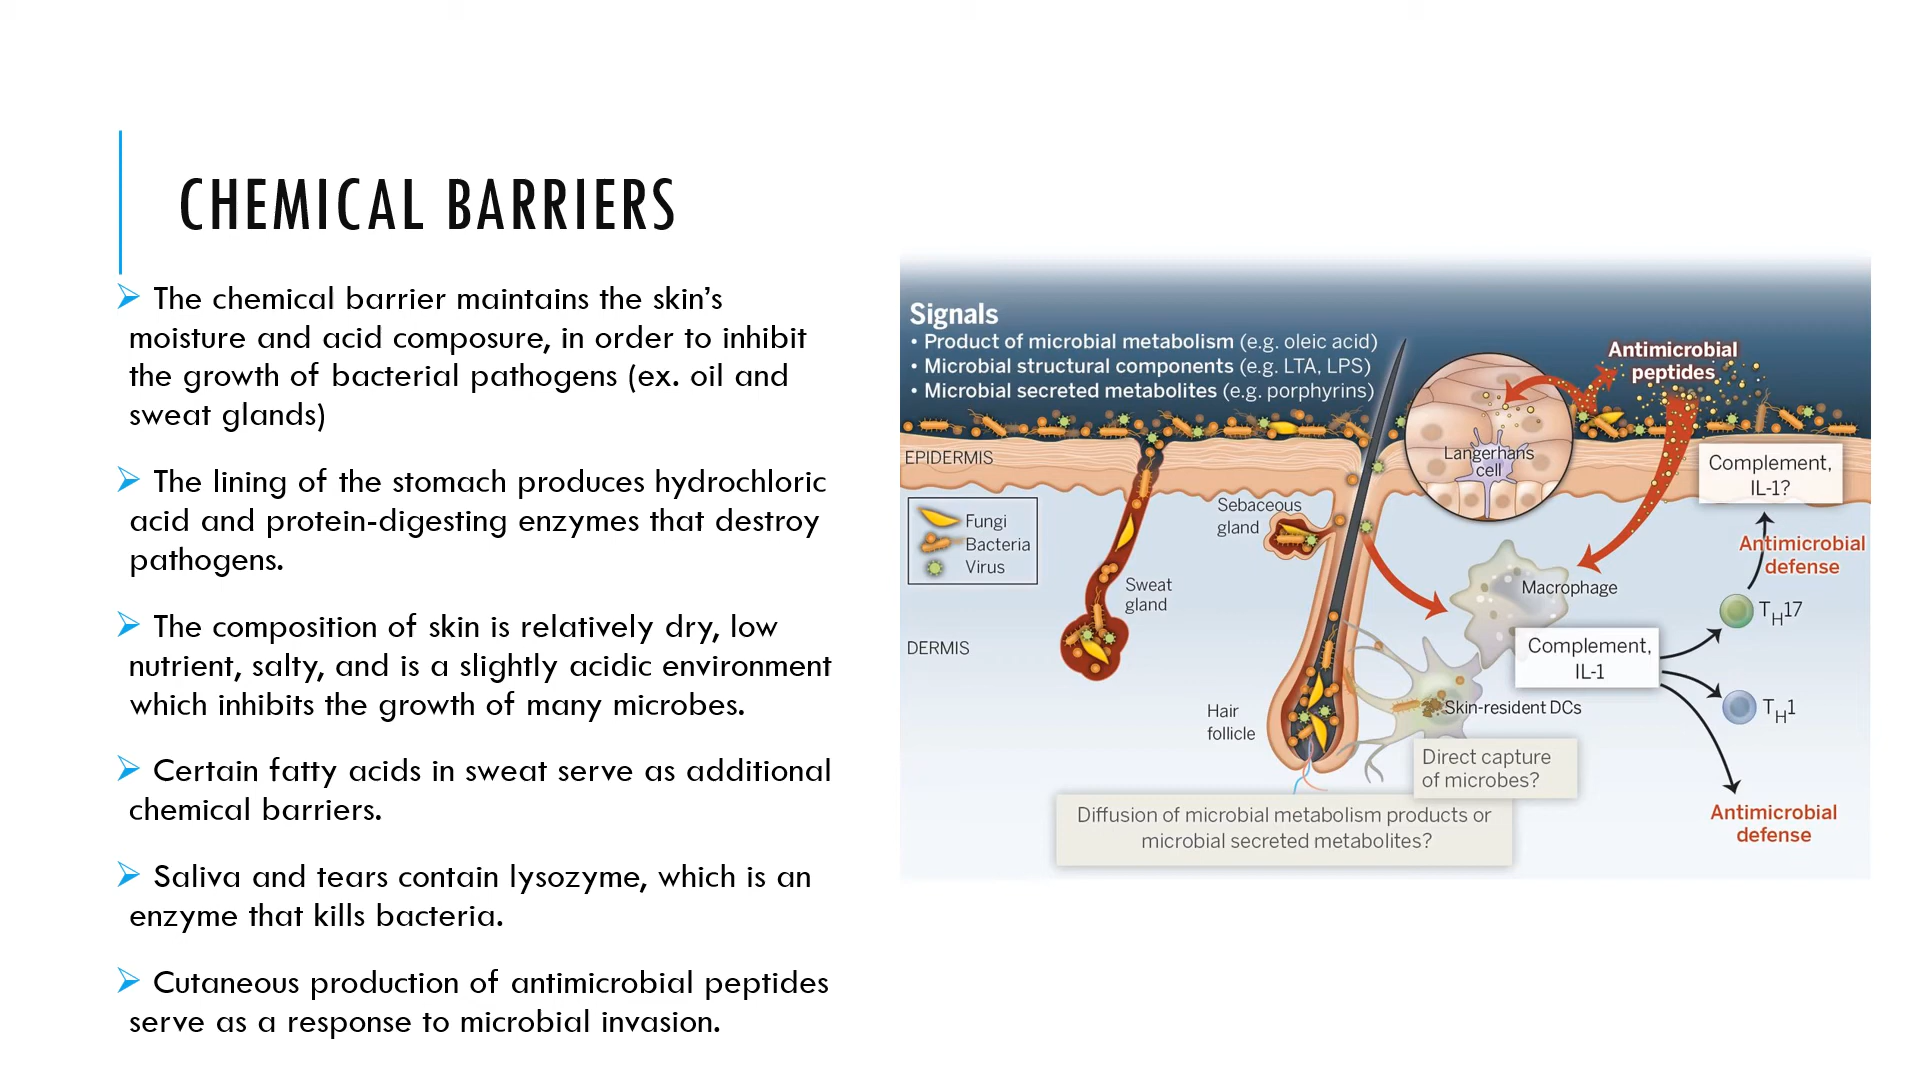 CHEMICAL BARRIERS
The chemical barrier maintains the skin’s
moisture and acid composure, in order to inhibit
the growth of bacterial pathogens (ex. oil and
sweat glands)
The lining of the stomach produces hydrochloric
acid and protein-digesting enzymes that destroy
pathogens.
The composition of skin is relatively dry, low
nutrient, salty, and is a slightly acidic environment
which inhibits the growth of many microbes.
Certain fatty acids in sweat serve as additional
chemical barriers.
Saliva and tears contain lysozyme, which is an
enzyme that kills bacteria.
Cutaneous production of antimicrobial peptides
serve as a response to microbial invasion.
Signals
• Product of microbial metabolism (e.g. oleic acid)
• Microbial structural components (e.g. LTA, LPS)
• Microbial secreted metabolites (e.g. porphyrins)
Antimicrobial
peptides
EPIDERMIS
Langerhans
cell
Complement,
IL-1?
Fungi
Bacteria
Virus
Sebaceous
gland
Antimicrobial
defense
Sweat
gland
Macrophage
TH17
DERMIS
Complement,
IL-1
Hair
follicle
Skin-resident DCs
TH1
Direct capture
of microbes?
Diffusion of microbial metabolism products or
microbial secreted metabolites?
Antimicrobial
defense